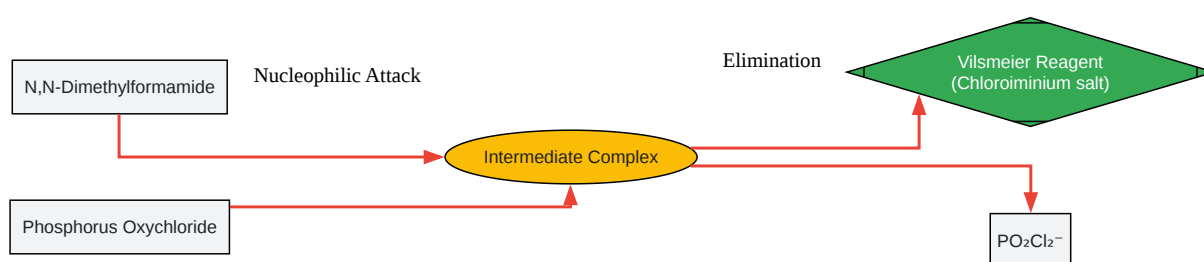 N,N-Dimethylformamide
Nucleophilic Attack
Elimination
Vilsmeier Reagent
(Chloroiminium salt)
Intermediate Complex
Phosphorus Oxychloride
PO₂Cl₂⁻